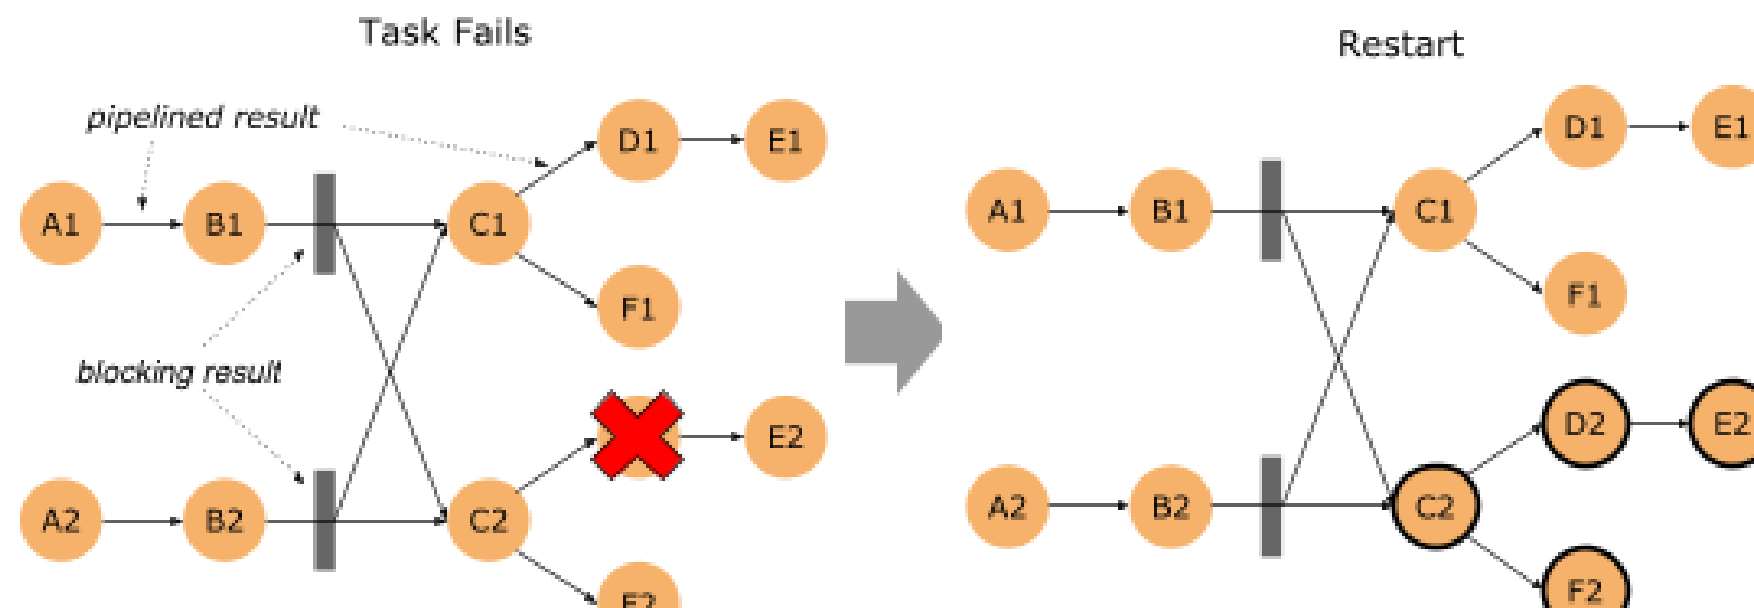 Task Fails
Restart
pipelined result
D1
E1
D1
E1
A1
B1
C1
A1
B1
C1
F1
F1
blocking result
E2
D2
E2
A2
B2
C2
A2
B2
C2
F2
F2